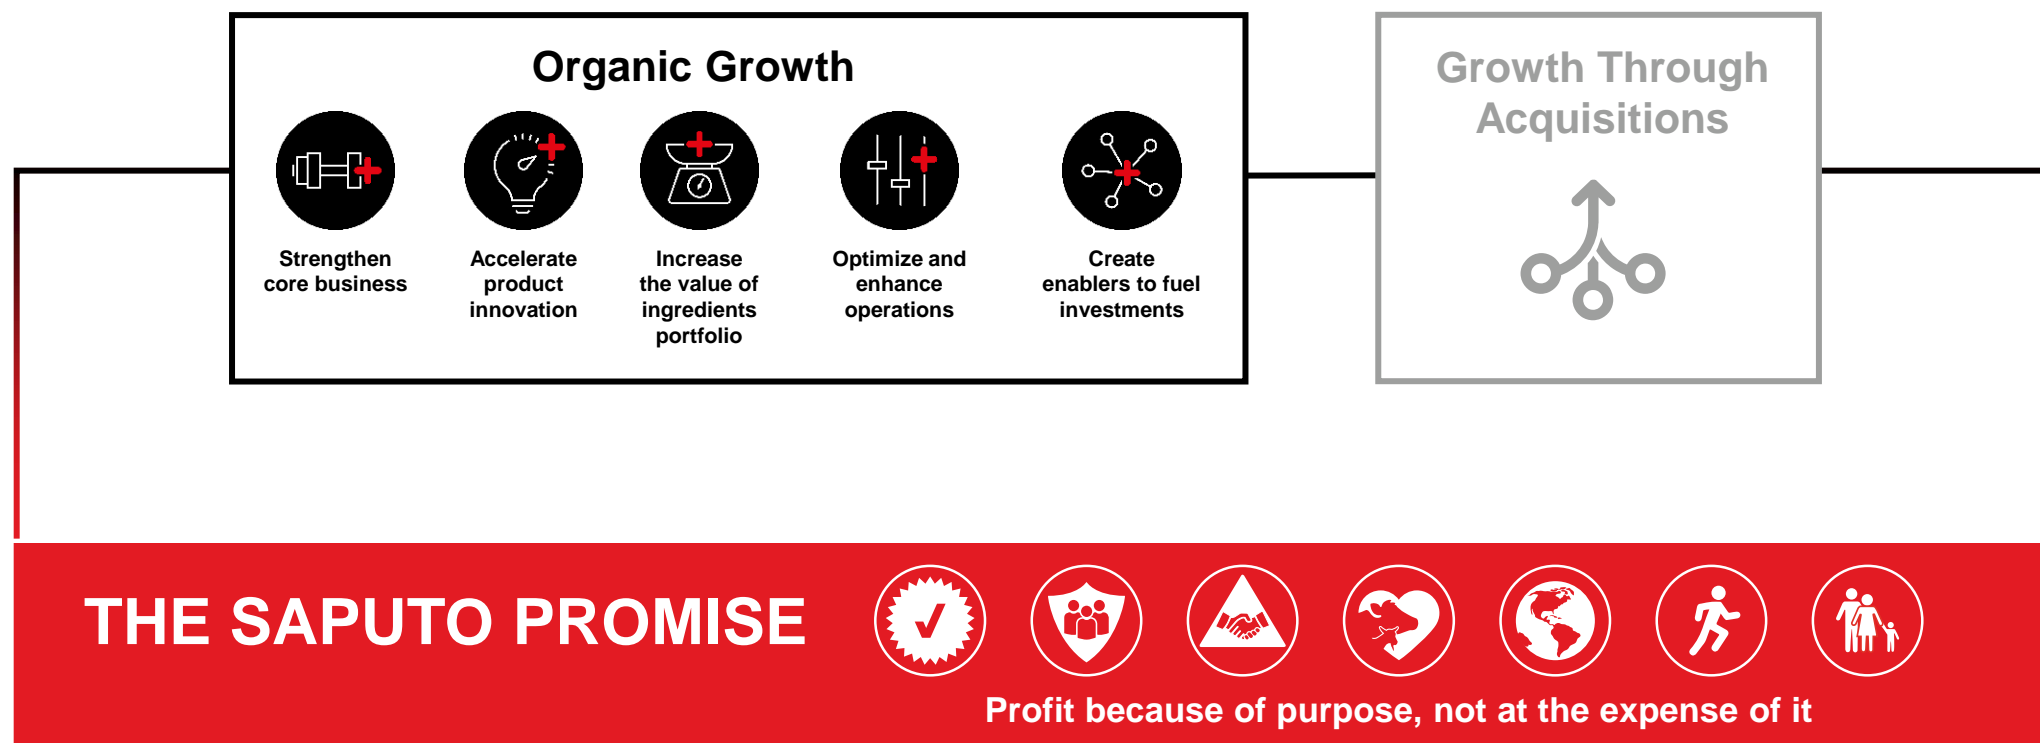 Organic Growth
Strengthen
core business
Accelerate
product
innovation
Increase
the value of
ingredients
portfolio
Optimize and
enhance
operations
Create
enablers to fuel
investments
Growth Through
Acquisitions
THE SAPUTO PROMISE
Profit because of purpose, not at the expense of it